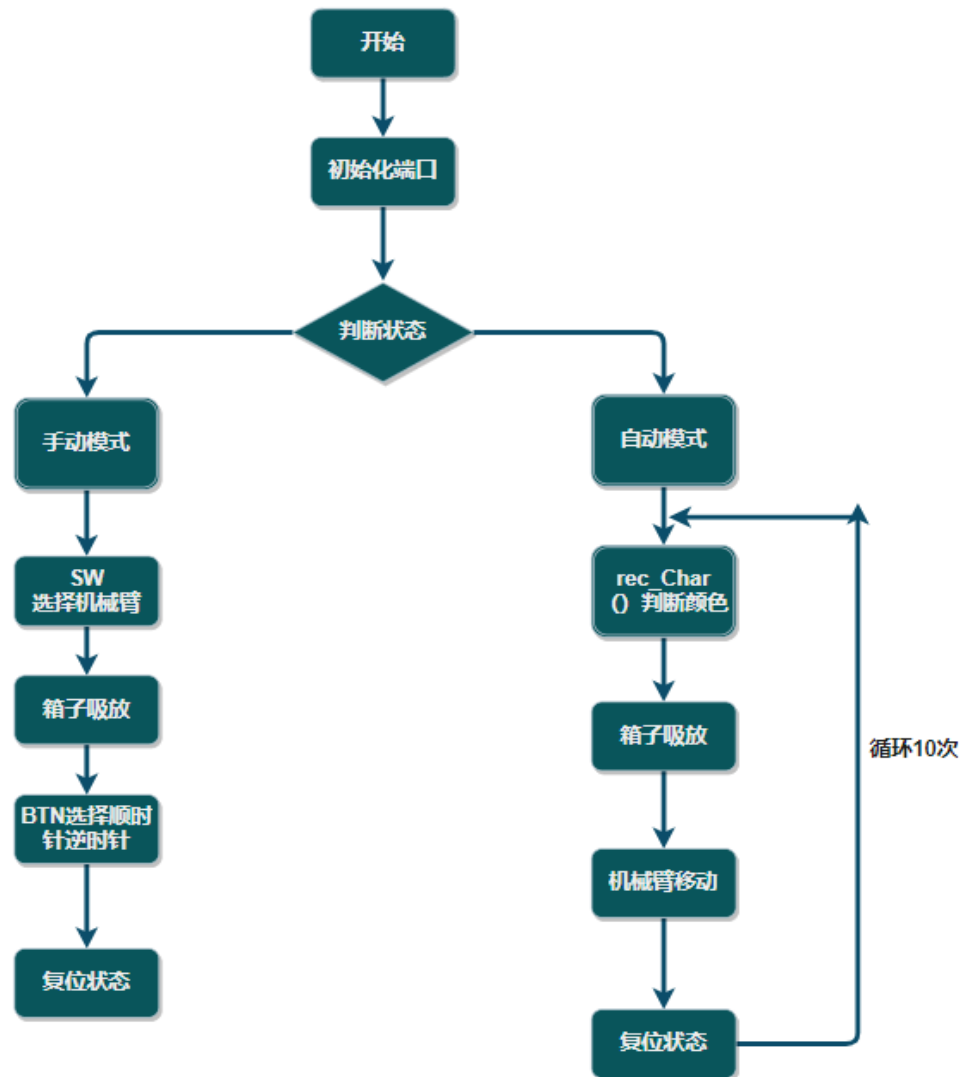 开始
初始化端口
判断状态
手动模式
SW
选择机械臂
箱子吸放
BTN选择顺时
针逆时针
复位状态
自动模式
rec_Char
（）判断颜色
箱子吸放
机械臂移动
复位状态
循环10次